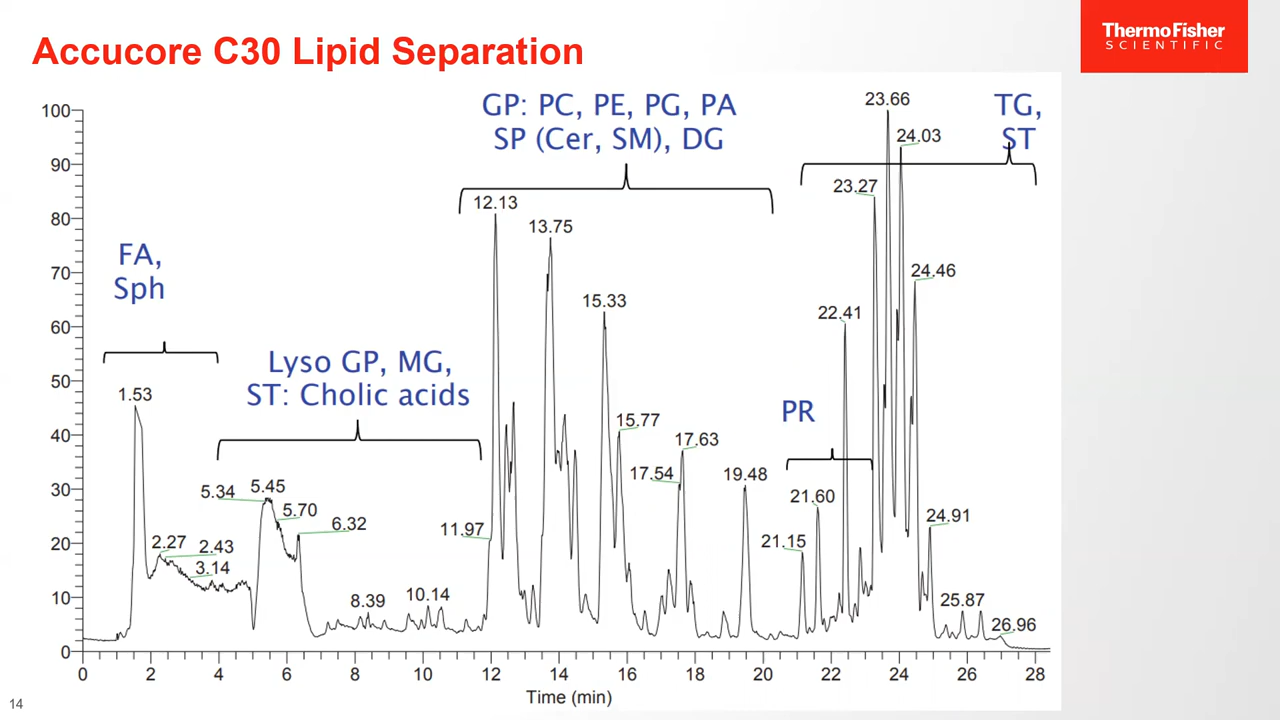 Accucore C30 Lipid Separation
ThermoFisher
SCIENTIFIC
GP: PC, PE, PG, PA
SP (Cer, SM), DG
TG,
ST
FA,
Sph
Lyso GP, MG,
ST: Cholic acids
PR
100
90
80
70
60
50
40
30
20
10
0
1.53
2.27
2.43
3.14
5.34
5.45
5.70
6.32
8.39
10.14
11.97
12.13
13.75
15.33
15.77
17.54
17.63
19.48
21.15
21.60
22.41
23.27
23.66
24.03
24.46
24.91
25.87
26.96
0 2 4 6 8 10 12 14 16 18 20 22 24 26 28
Time (min)
14